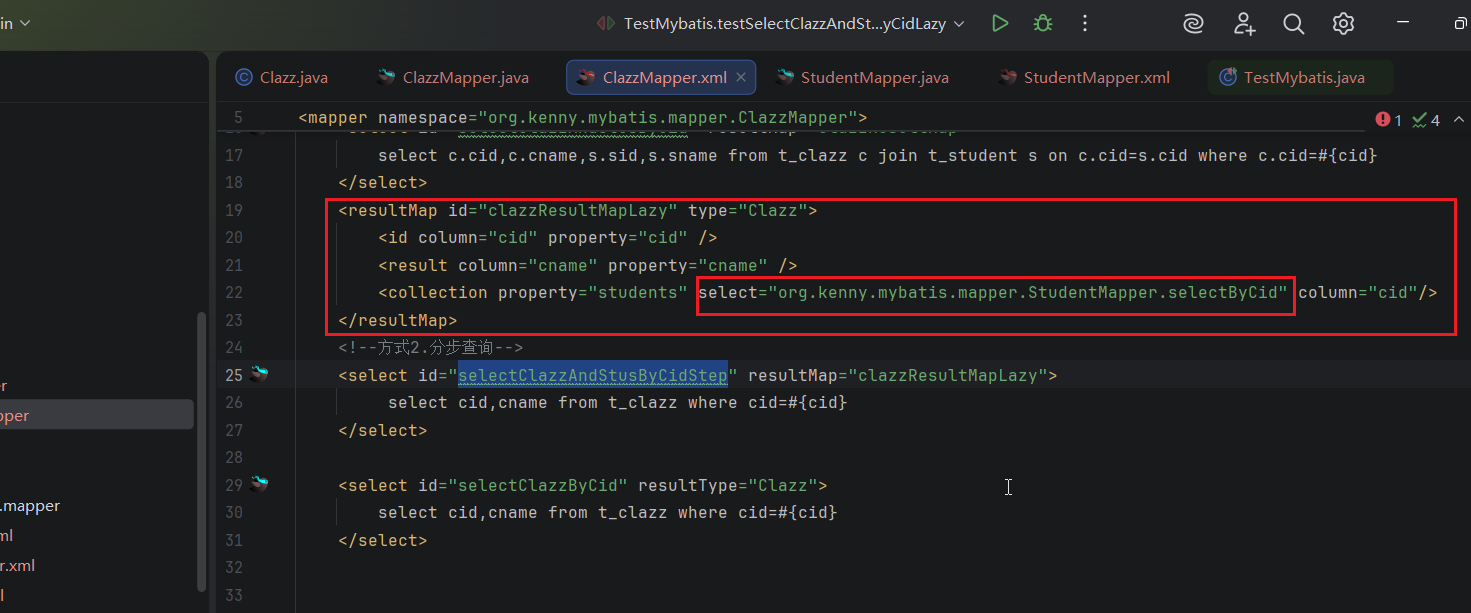 in
TestMybatis.testSelectClazzAndSt...yCidLazy
Clazz.java
ClazzMapper.java
ClazzMapper.xml
StudentMapper.java
StudentMapper.xml
TestMybatis.java
5 <mapper namespace="org.kenny.mybatis.mapper.ClazzMapper">
1 4
17 select c.cid,c.cname,s.sid,s.sname from t_clazz c join t_student s on c.cid=s.cid where c.cid=#{cid}
18 </select>
19 <resultMap id="clazzResultMapLazy" type="Clazz">
20 <id column="cid" property="cid" />
21 <result column="cname" property="cname" />
22 <collection property="students" select="org.kenny.mybatis.mapper.StudentMapper.selectByCid" column="cid"/>
23 </resultMap>
24 <!--方式2.分步查询-->
25 <select id="selectClazzAndStusByCidStep" resultMap="clazzResultMapLazy">
26 select cid,cname from t_clazz where cid=#{cid}
27 </select>
28
29 <select id="selectClazzByCid" resultType="Clazz">
30 select cid,cname from t_clazz where cid=#{cid}
31 </select>
32
33
r
pper
.mapper
ml
r.xml
l